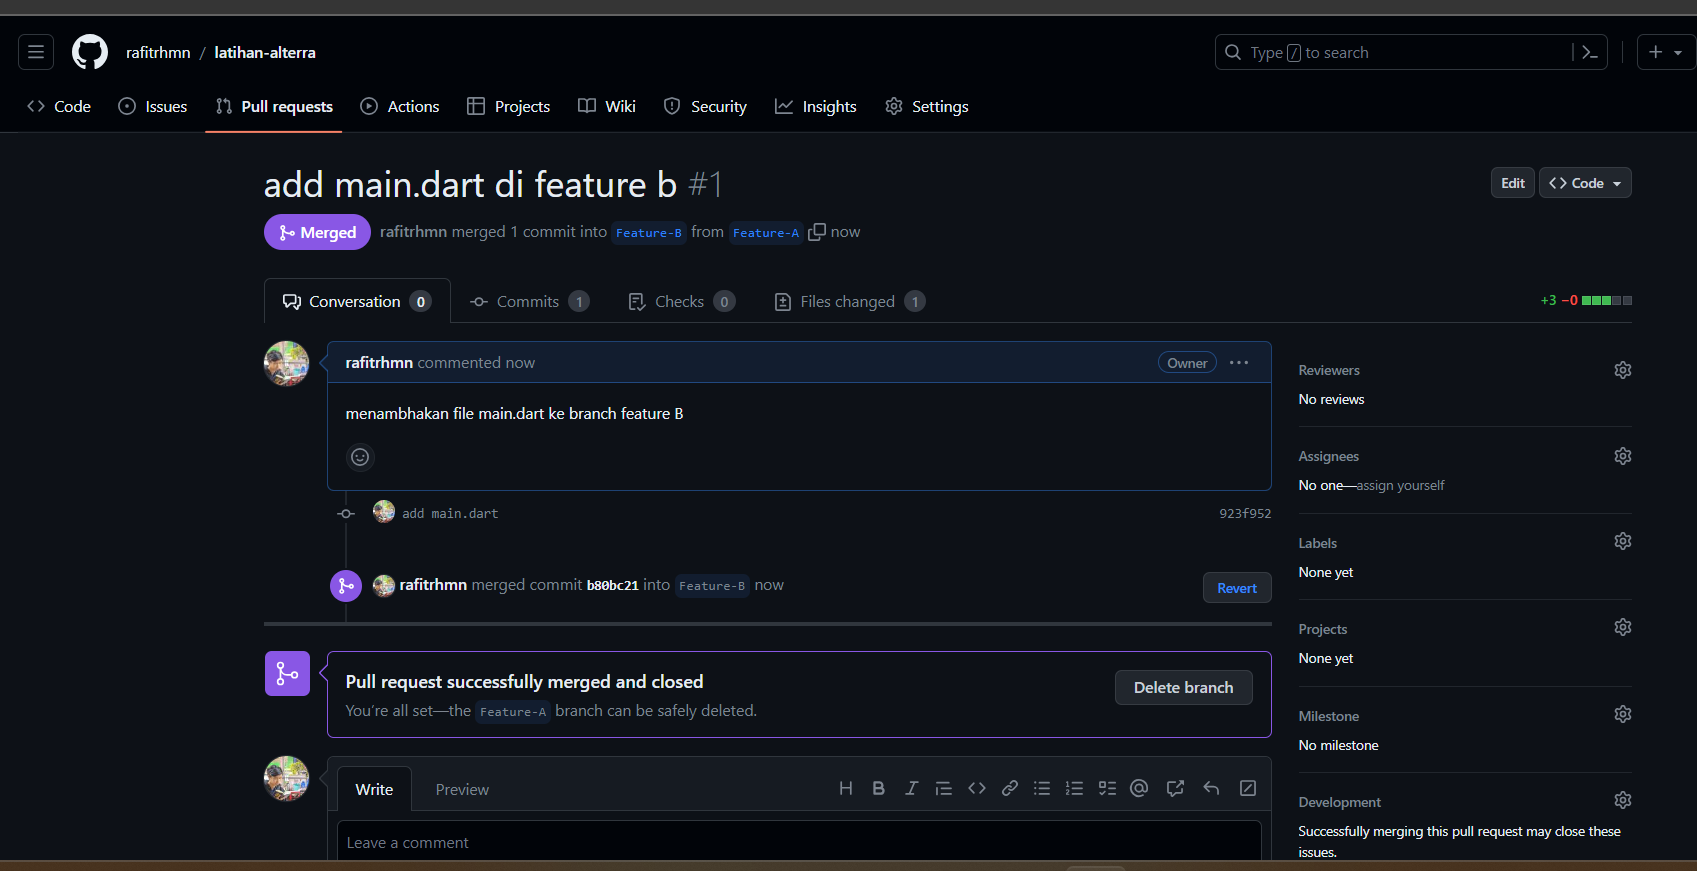 rafitrhmn / latihan-alterra
Type / to search
Code Issues Pull requests Actions Projects Wiki Security Insights Settings
add main.dart di feature b #1
Edit Code
Merged rafitrhmn merged 1 commit into Feature-B from Feature-A now
Conversation 0 Commits 1 Checks 0 Files changed 1
+3 −0
rafitrhmn commented now
Owner
menambhakan file main.dart ke branch feature B
add main.dart 923f952
rafitrhmn merged commit b80bc21 into Feature-B now
Revert
Pull request successfully merged and closed
You're all set—the Feature-A branch can be safely deleted.
Delete branch
Write Preview
Leave a comment
Reviewers
No reviews
Assignees
No one—assign yourself
Labels
None yet
Projects
None yet
Milestone
No milestone
Development
Successfully merging this pull request may close these
issues.